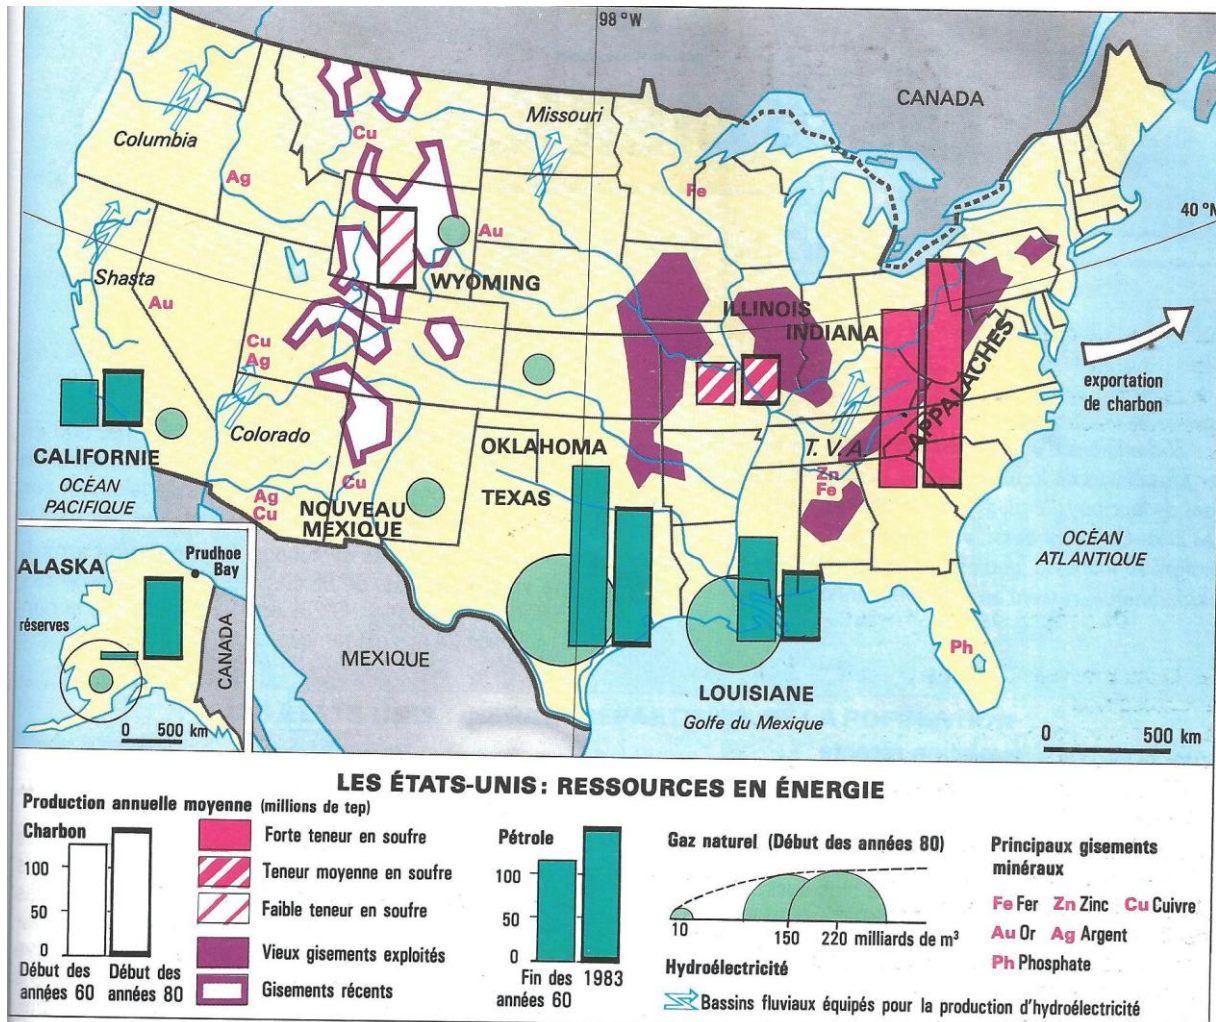 98°W
CANADA
Missouri
Columbia
Cu
Ag
Fe
40°N
Au
WYOMING
Shasta
Au
ILLINOIS
INDIANA
Cu
Ag
APPALACHES
exportation
de charbon
Colorado
OKLAHOMA
T.V.A.
CALIFORNIE
Zn
Fe
OCÉAN
PACIFIQUE
Cu
TEXAS
Ag
Cu
NOUVEAU
MEXIQUE
OCÉAN
ATLANTIQUE
Prudhoe
Bay
ALASKA
réserves
CANADA
MEXIQUE
Ph
LOUISIANE
Golfe du Mexique
0 500 km
0 500 km
LES ÉTATS-UNIS : RESSOURCES EN ÉNERGIE
Production annuelle moyenne (millions de tep)
Charbon
100
50
0
Début des
années 60
Début des
années 80
Forte teneur en soufre
Teneur moyenne en soufre
Faible teneur en soufre
Vieux gisements exploités
Gisements récents
Pétrole
100
50
0
Fin des
années 60
1983
Gaz naturel (Début des années 80)
10 150 220 milliards de m³
Hydroélectricité
Bassins fluviaux équipés pour la production d'hydroélectricité
Principaux gisements
minéraux
Fe Fer Zn Zinc Cu Cuivre
Au Or Ag Argent
Ph Phosphate